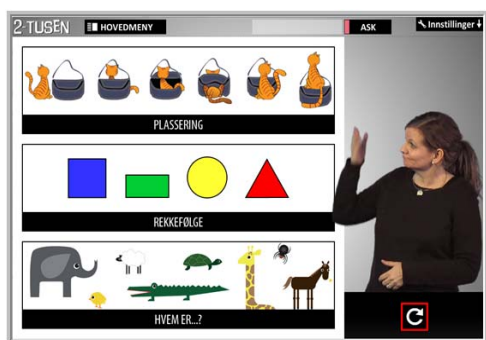 2-TUSEN
HOVEDMENY
ASK
Innstillinger
PLASSERING
REKKEFØLGE
HVEM ER...?